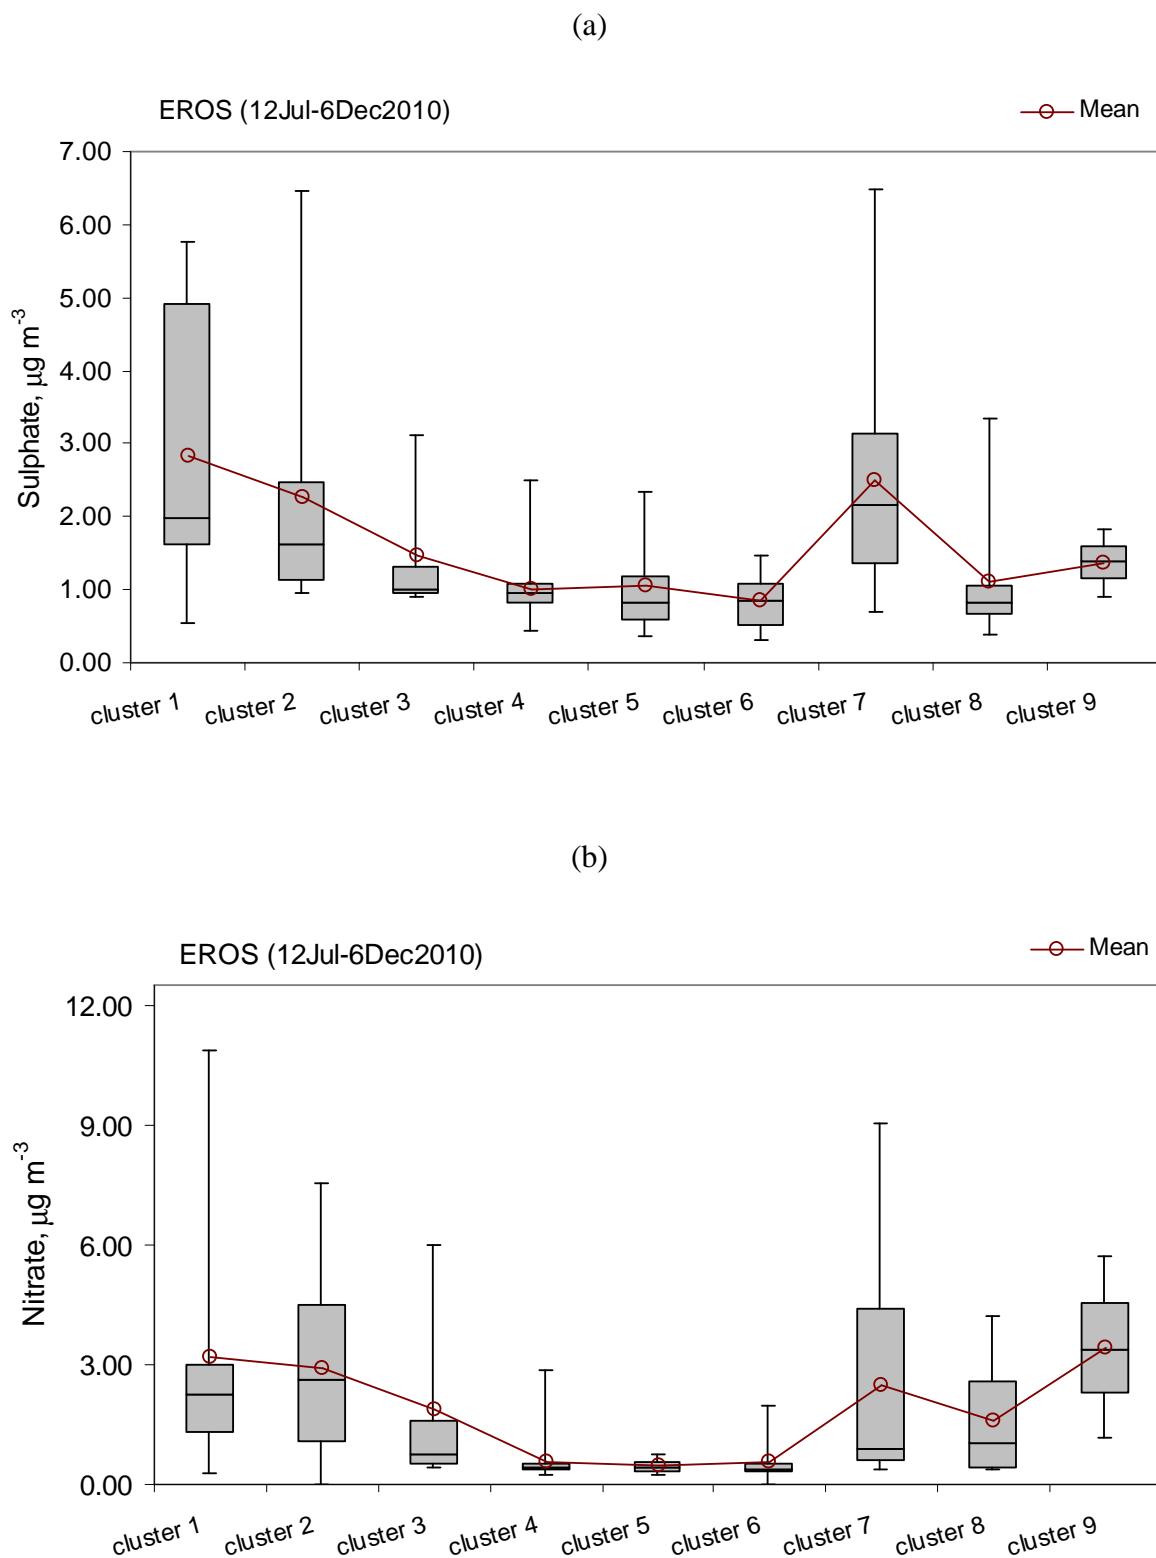 (a)
EROS (12Jul-6Dec2010)
Mean
7.00
6.00
5.00
4.00
3.00
2.00
1.00
0.00
Sulphate, μg m-3
cluster 1
cluster 2
cluster 3
cluster 4
cluster 5
cluster 6
cluster 7
cluster 8
cluster 9
(b)
EROS (12Jul-6Dec2010)
Mean
12.00
9.00
6.00
3.00
0.00
Nitrate, μg m-3
cluster 1
cluster 2
cluster 3
cluster 4
cluster 5
cluster 6
cluster 7
cluster 8
cluster 9